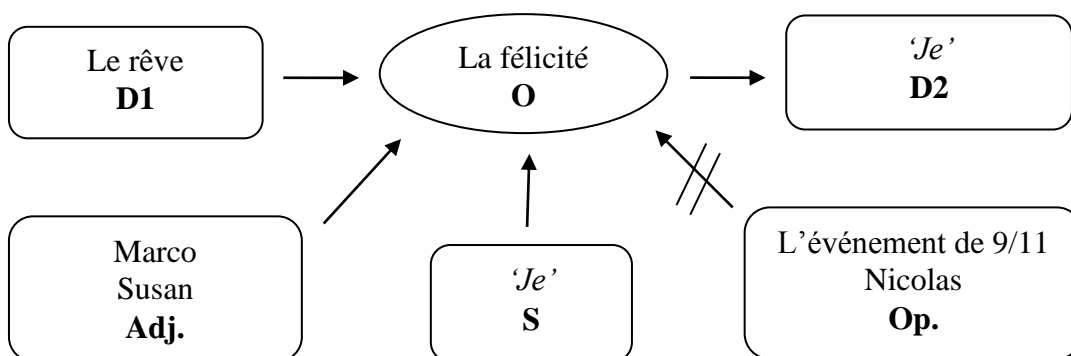 Le rêve
D1
La félicité
O
‘Je’
D2
Marco
Susan
Adj.
‘Je’
S
L’événement de 9/11
Nicolas
Op.